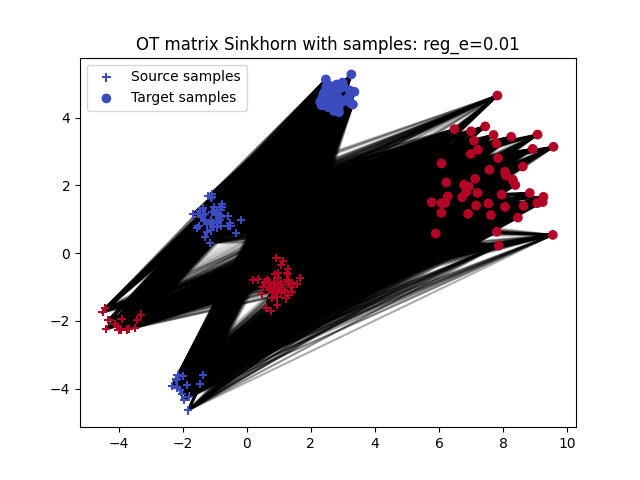 OT matrix Sinkhorn with samples: reg_e=0.01
Source samples
Target samples
4
2
0
−2
−4
−4 −2 0 2 4 6 8 10